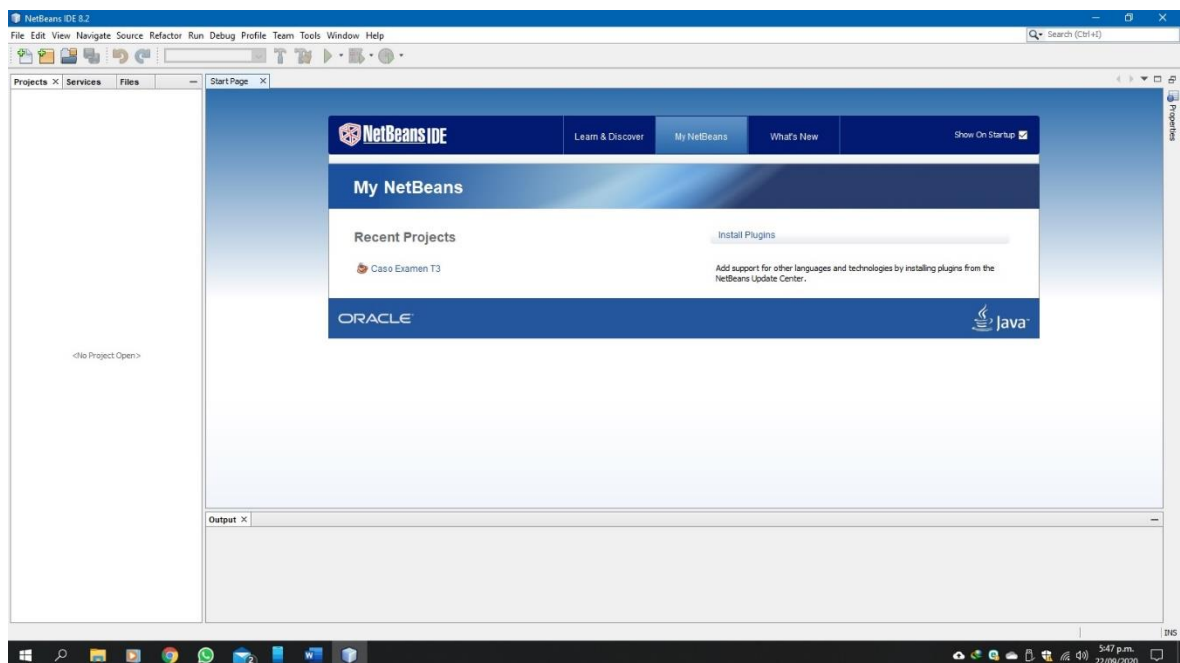 NetBeans IDE 8.2
File Edit View Navigate Source Refactor Run Debug Profile Team Tools Window Help
Search (Ctrl+I)
Projects Services Files
Start Page
Properties
NetBeans IDE
Learn & Discover My NetBeans What's New Show On Startup
My NetBeans
Recent Projects
Install Plugins
Caso Examen T3
Add support for other languages and technologies by installing plugins from the
NetBeans Update Center.
ORACLE
Java
<No Project Open>
Output
INS
5:47 p.m.
22/09/2020